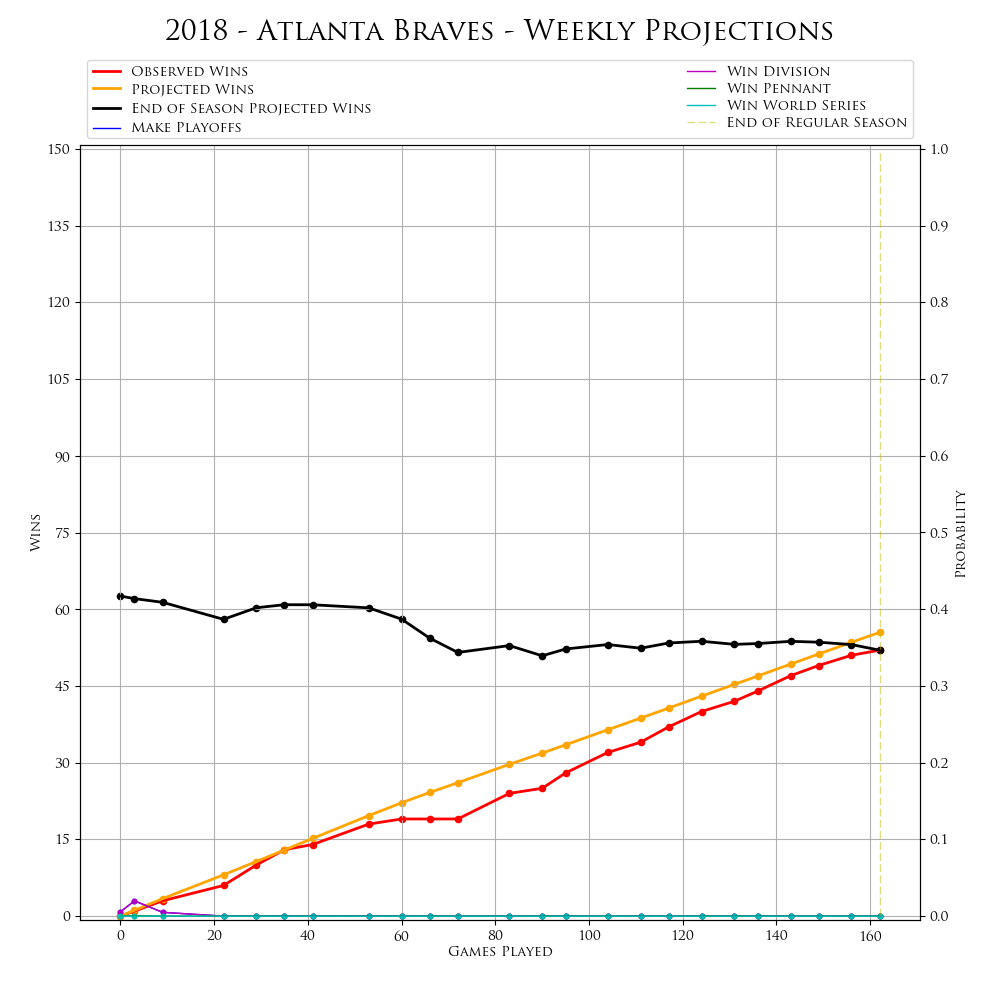 2018 - Atlanta Braves - Weekly Projections
Observed Wins
Projected Wins
End of Season Projected Wins
Make Playoffs
Win Division
Win Pennant
Win World Series
End of Regular Season
150
135
120
105
90
75
60
45
30
15
0
Wins
1.0
0.9
0.8
0.7
0.6
0.5
0.4
0.3
0.2
0.1
0.0
Probability
0 20 40 60 80 100 120 140 160
Games Played